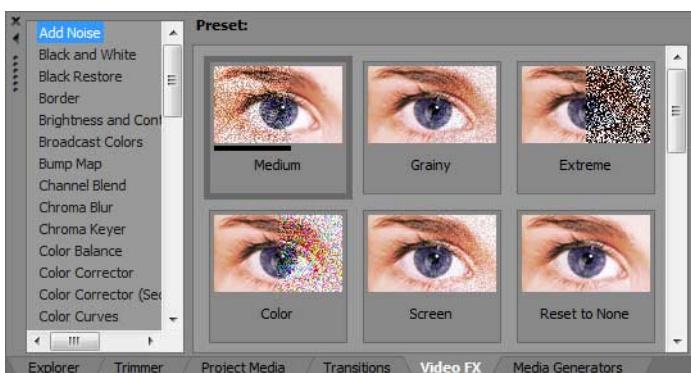 Preset:
Add Noise
Black and White
Black Restore
Border
Brightness and Cont
Broadcast Colors
Bump Map
Channel Blend
Chroma Blur
Chroma Keyer
Color Balance
Color Corrector
Color Corrector (Sec
Color Curves
Medium
Grainy
Extreme
Color
Screen
Reset to None
Explorer
Trimmer
Project Media
Transitions
Video FX
Media Generators